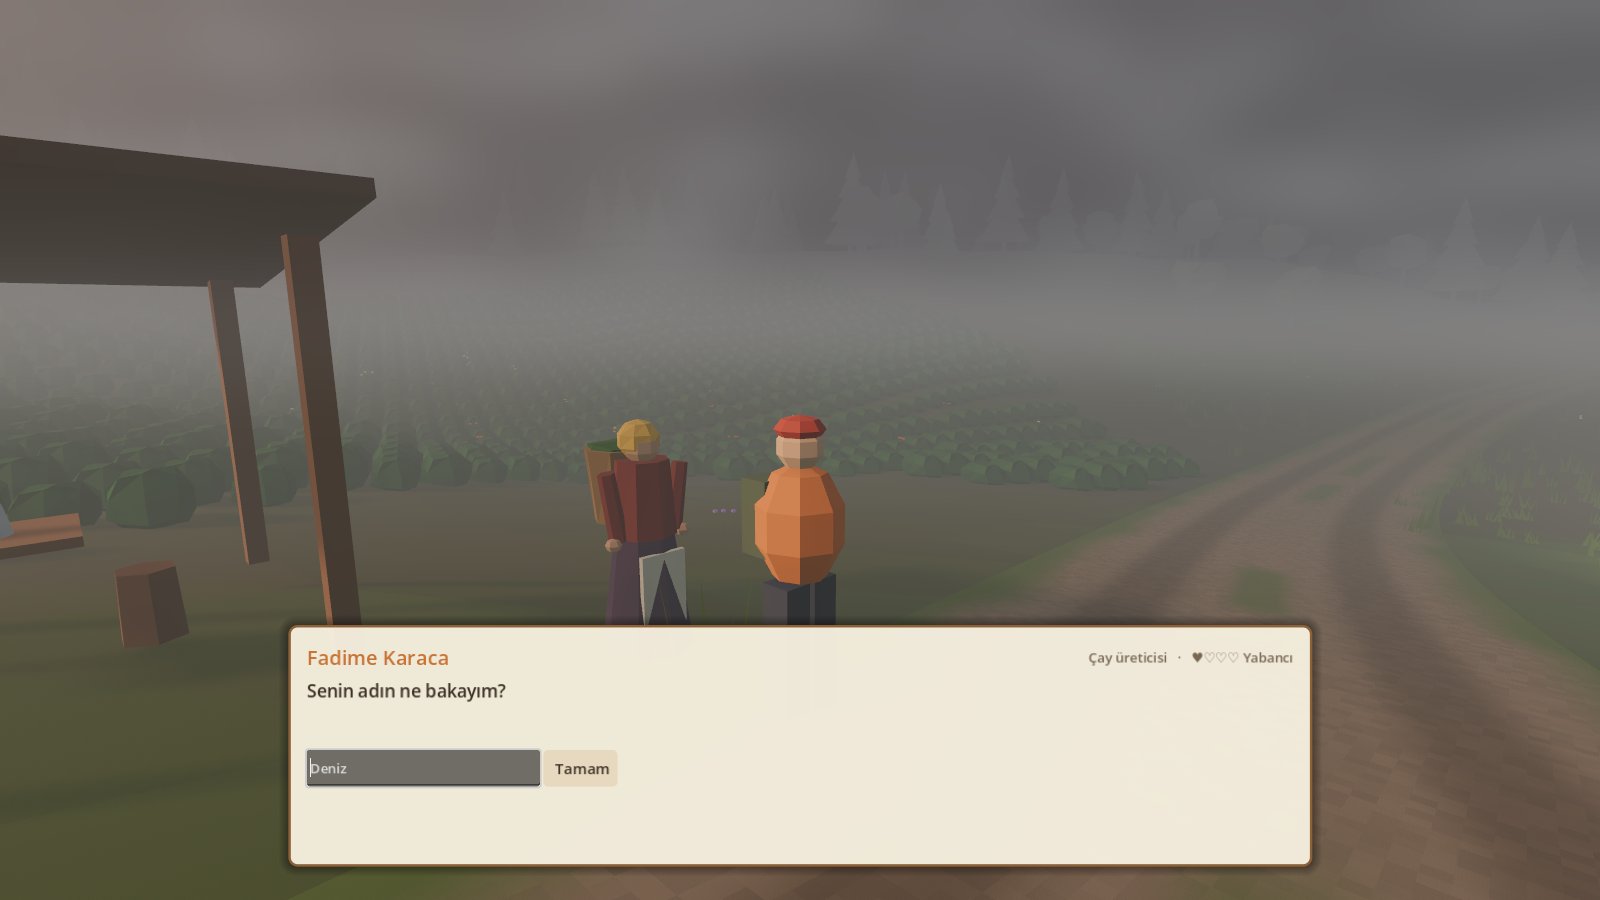 Fadime Karaca
Çay üreticisi · ♥♡♡♡ Yabancı
Senin adın ne bakayım?
Deniz
Tamam